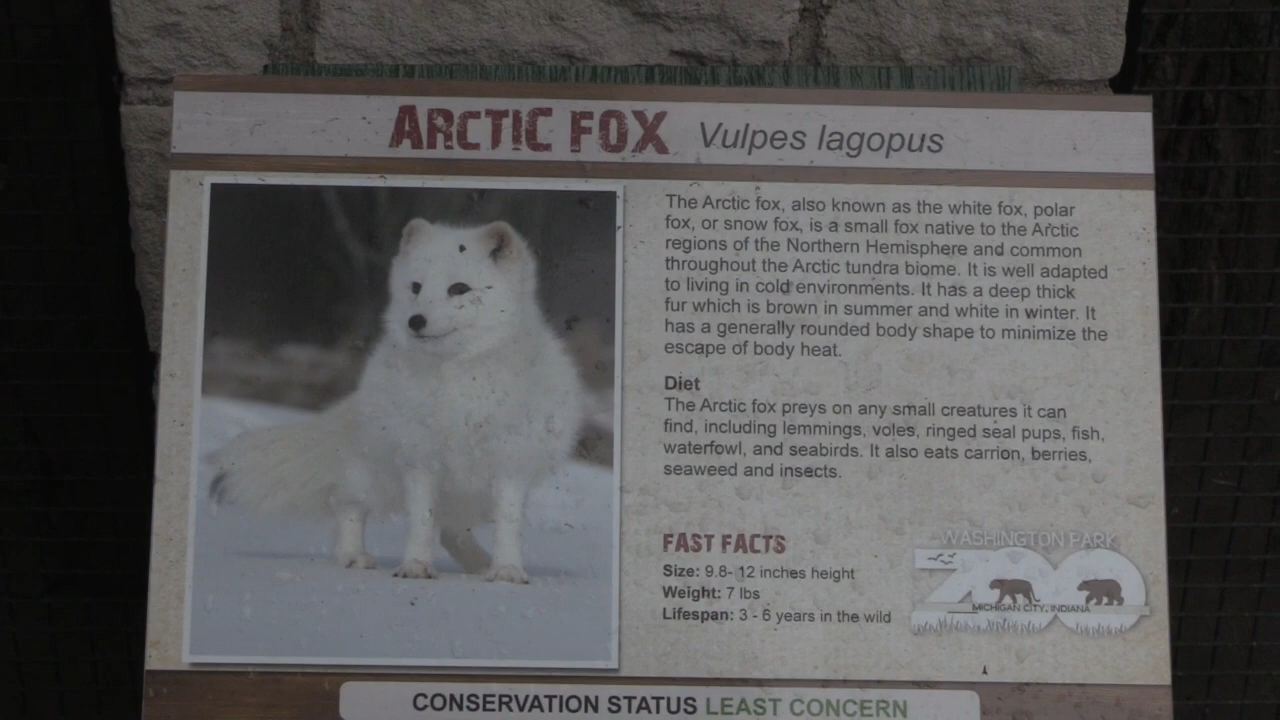 ARCTIC FOX Vulpes lagopus
The Arctic fox, also known as the white fox, polar
fox, or snow fox, is a small fox native to the Arctic
regions of the Northern Hemisphere and common
throughout the Arctic tundra biome. It is well adapted
to living in cold environments. It has a deep thick
fur which is brown in summer and white in winter. It
has a generally rounded body shape to minimize the
escape of body heat.
Diet
The Arctic fox preys on any small creatures it can
find, including lemmings, voles, ringed seal pups, fish,
waterfowl, and seabirds. It also eats carrion, berries,
seaweed and insects.
FAST FACTS
Size: 9.8- 12 inches height
Weight: 7 lbs
Lifespan: 3 - 6 years in the wild
WASHINGTON PARK
ZOO
MICHIGAN CITY, INDIANA
CONSERVATION STATUS LEAST CONCERN